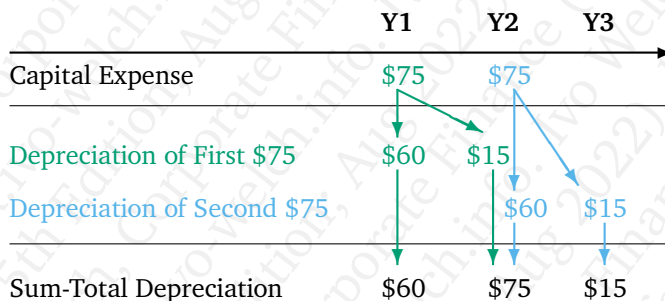 Y1 Y2 Y3
Capital Expense $75 $75
Depreciation of First $75 $60 $15
Depreciation of Second $75 $60 $15
Sum-Total Depreciation $60 $75 $15